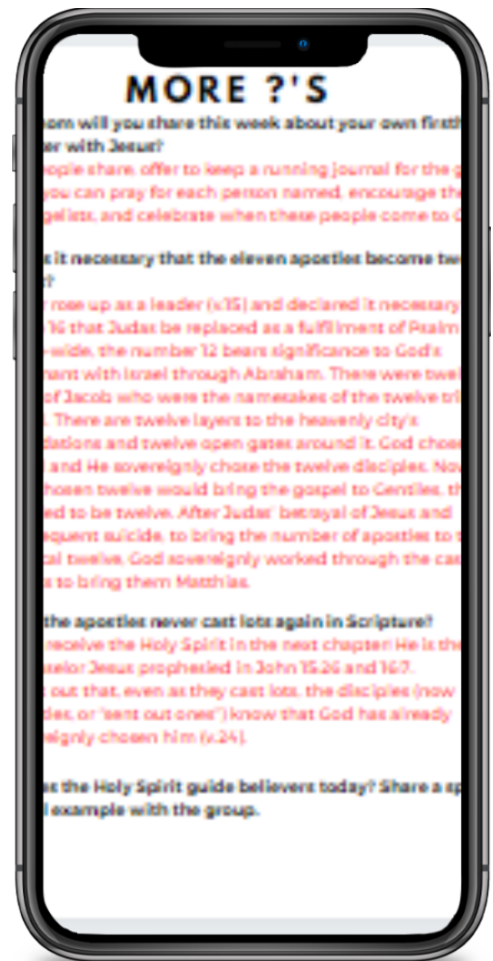 MORE ?'S
om will you share this week about your own firsth
er with Jesus?
ople share, offer to keep a running journal for the g
you can pray for each person named, encourage the
gelists, and celebrate when these people come to C
s it necessary that the eleven apostles become twe
t?
r rose up as a leader (v.15) and declared it necessary
16 that Judas be replaced as a fulfillment of Psalm
-wide, the number 12 bears significance to God's
nant with Israel through Abraham. There were twel
of Jacob who were the namesakes of the twelve tri
. There are twelve layers to the heavenly city's
dations and twelve open gates around it. God chose
l and He sovereignly chose the twelve disciples. Now
hosen twelve would bring the gospel to Gentiles, th
ed to be twelve. After Judas' betrayal of Jesus and
equent suicide, to bring the number of apostles to t
cal twelve, God sovereignly worked through the cas
s to bring them Matthias.
the apostles never cast lots again in Scripture?
receive the Holy Spirit in the next chapter! He is the
selor Jesus prophesied in John 15:26 and 16:7.
t out that, even as they cast lots, the disciples (now
tles, or "sent out ones") know that God has already
reignly chosen him (v.24).
es the Holy Spirit guide believers today? Share a sp
l example with the group.